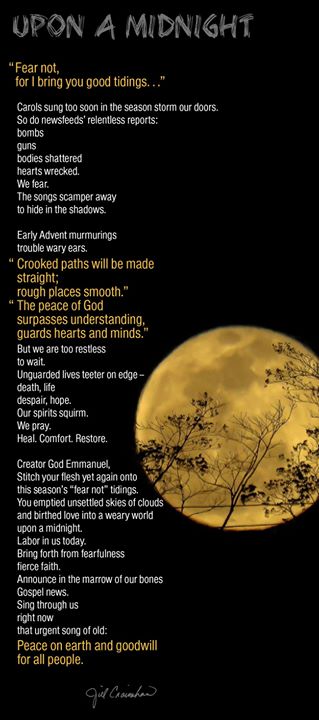 UPON A MIDNIGHT
“Fear not,
for I bring you good tidings. . .”
Carols sung too soon in the season storm our doors.
So do newsfeeds’ relentless reports:
bombs
guns
bodies shattered
hearts wrecked.
We fear.
The songs scamper away
to hide in the shadows.
Early Advent murmurings
trouble wary ears.
“ Crooked paths will be made
straight;
rough places smooth.”
“ The peace of God
surpasses understanding,
guards hearts and minds.”
But we are too restless
to wait.
Unguarded lives teeter on edge –
death, life
despair, hope.
Our spirits squirm.
We pray.
Heal. Comfort. Restore.
Creator God Emmanuel,
Stitch your flesh yet again onto
this season’s “fear not” tidings.
You emptied unsettled skies of clouds
and birthed love into a weary world
upon a midnight.
Labor in us today.
Bring forth from fearfulness
fierce faith.
Announce in the marrow of our bones
Gospel news.
Sing through us
right now
that urgent song of old:
Peace on earth and goodwill
for all people.
Jill Crainshaw